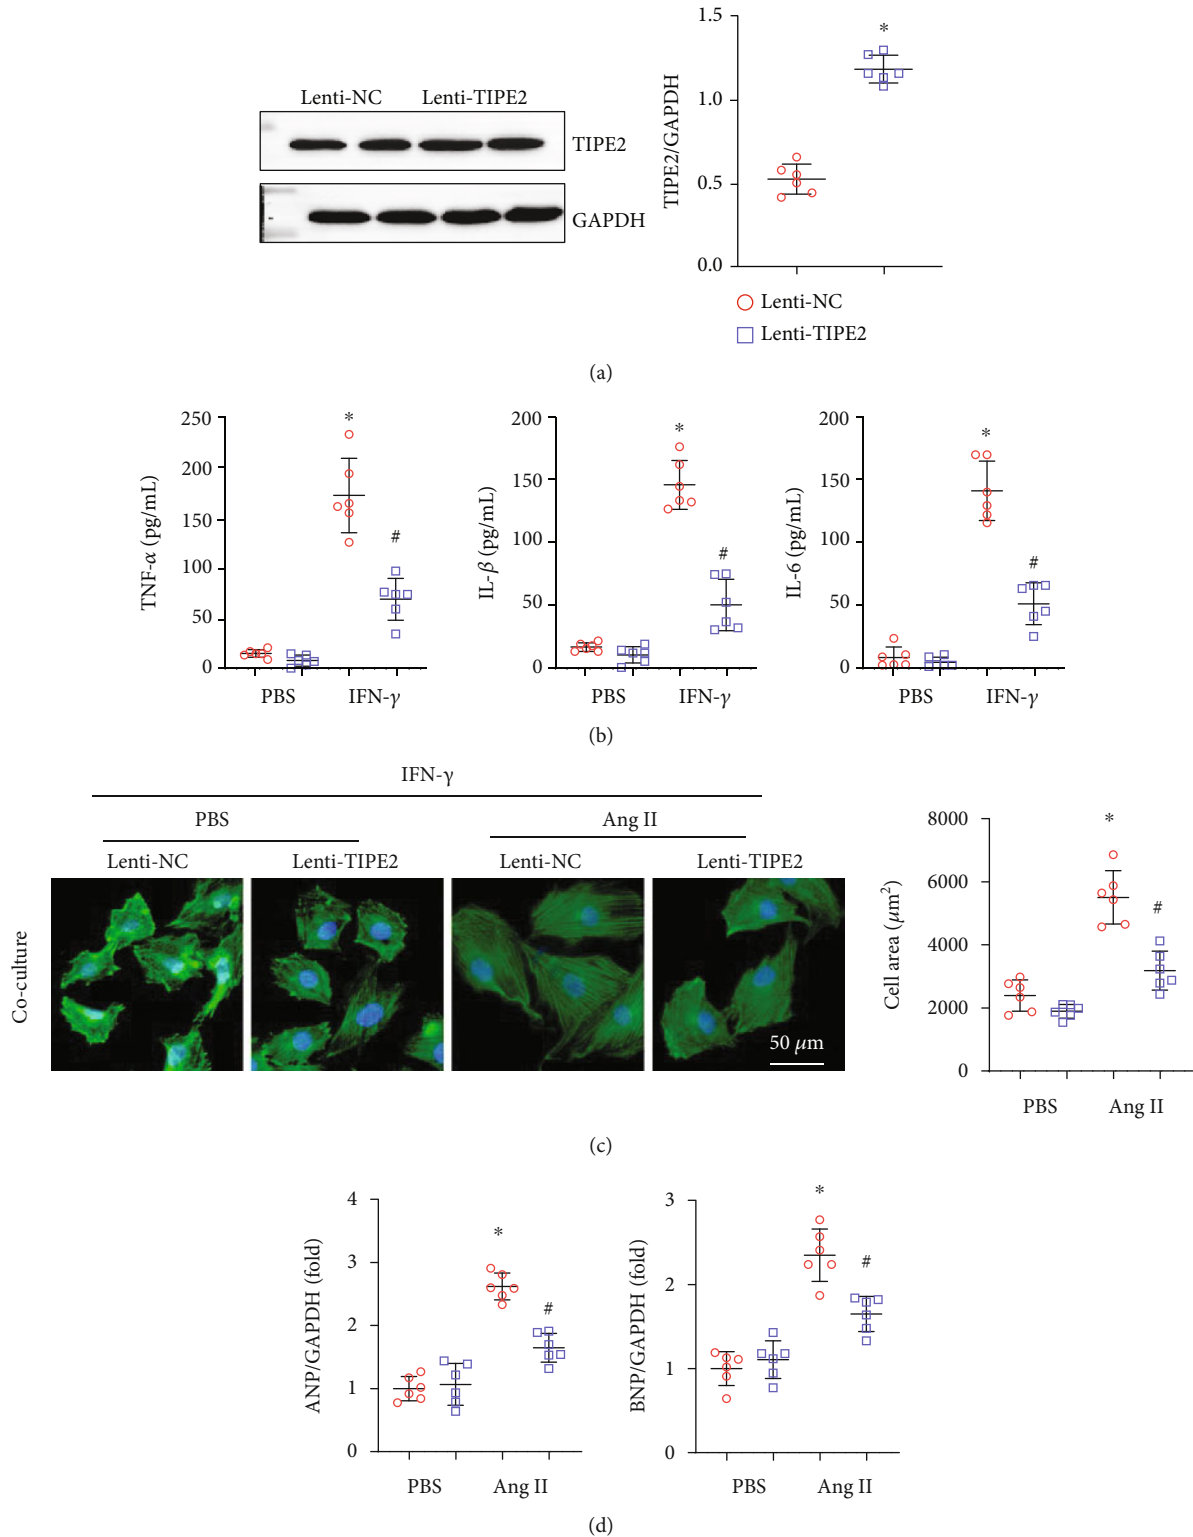 Lenti-NC Lenti-TIPE2
TIPE2
GAPDH
TIPE2/GAPDH
1.5
1.0
0.5
0.0
*
Lenti-NC
Lenti-TIPE2
(a)
TNF-α (pg/mL)
250
200
150
100
50
0
*
#
PBS IFN-γ
IL-β (pg/mL)
200
150
100
50
0
*
#
PBS IFN-γ
IL-6 (pg/mL)
200
150
100
50
0
*
#
PBS IFN-γ
(b)
IFN-γ
PBS Ang II
Lenti-NC Lenti-TIPE2 Lenti-NC Lenti-TIPE2
Co-culture
50 μm
Cell area (μm²)
8000
6000
4000
2000
0
*
#
PBS Ang II
(c)
ANP/GAPDH (fold)
4
3
2
1
0
*
#
PBS Ang II
BNP/GAPDH (fold)
3
2
1
0
*
#
PBS Ang II
(d)